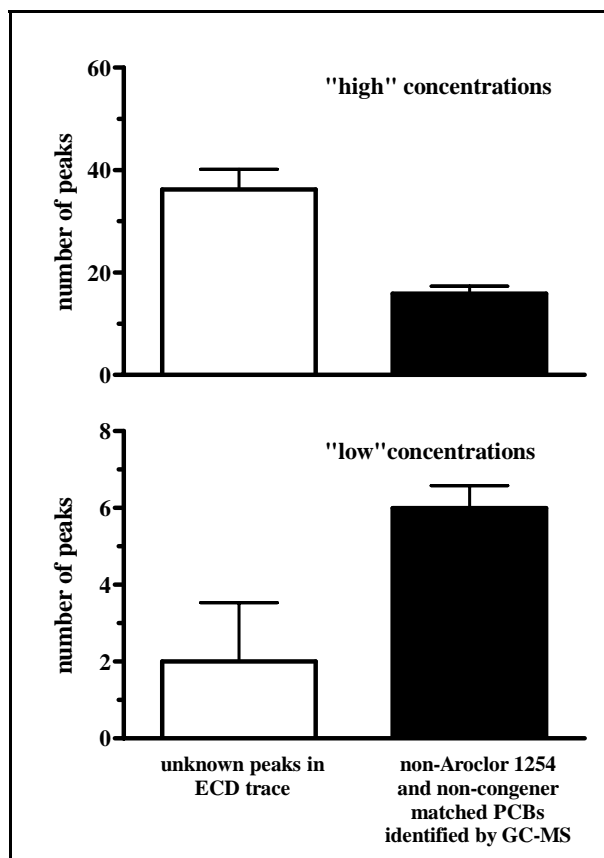 "high" concentrations
number of peaks
60
40
20
0
"low"concentrations
number of peaks
8
6
4
2
0
unknown peaks in
ECD trace
non-Aroclor 1254
and non-congener
matched PCBs
identified by GC-MS